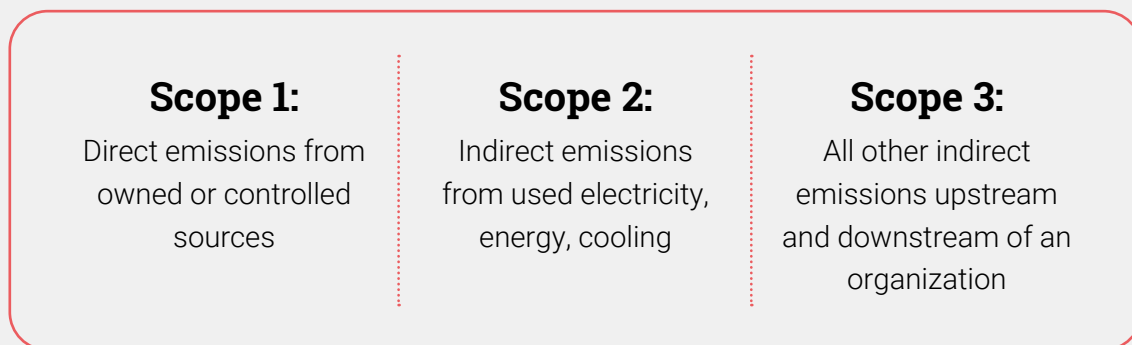 Scope 1:
Direct emissions from
owned or controlled
sources
Scope 2:
Indirect emissions
from used electricity,
energy, cooling
Scope 3:
All other indirect
emissions upstream
and downstream of an
organization